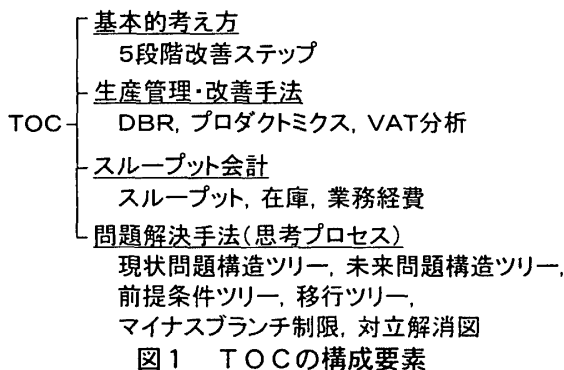 基本的考え方
5段階改善ステップ
生産管理・改善手法
TOC
DBR, プロダクトミクス, VAT分析
スループット会計
スループット, 在庫, 業務経費
問題解決手法(思考プロセス)
現状問題構造ツリー, 未来問題構造ツリー,
前提条件ツリー, 移行ツリー,
マイナスブランチ制限, 対立解消図
図1 TOCの構成要素